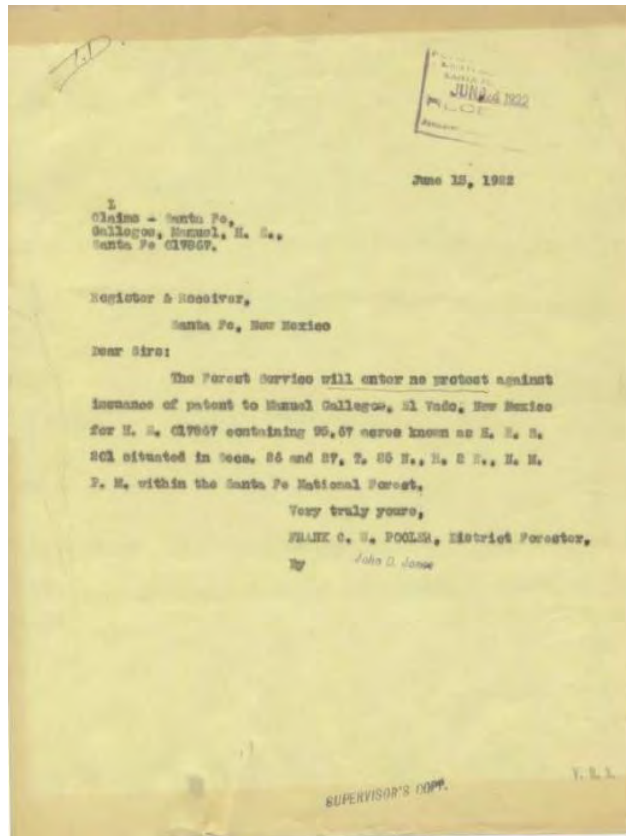 J.D.
SANTA FE
JUN 1922
June 13, 1922
L
Claims - Santa Fe,
Gallegos, Manuel, H. E.,
Santa Fe 017867.
Register & Receiver,
Santa Fe, New Mexico
Dear Sirs:
The Forest Service will enter no protest against
issuance of patent to Manuel Gallegos, El Vado, New Mexico
for H. E. 017867 containing 95.67 acres known as H. E. S.
situated in Secs. 26 and 27, T. 25 N., R. 2 E., N. M.
P. M. within the Santa Fe National Forest.
Very truly yours,
FRANK C. W. POOLER, District Forester,
By John D. Jones
SUPERVISOR'S COPY.